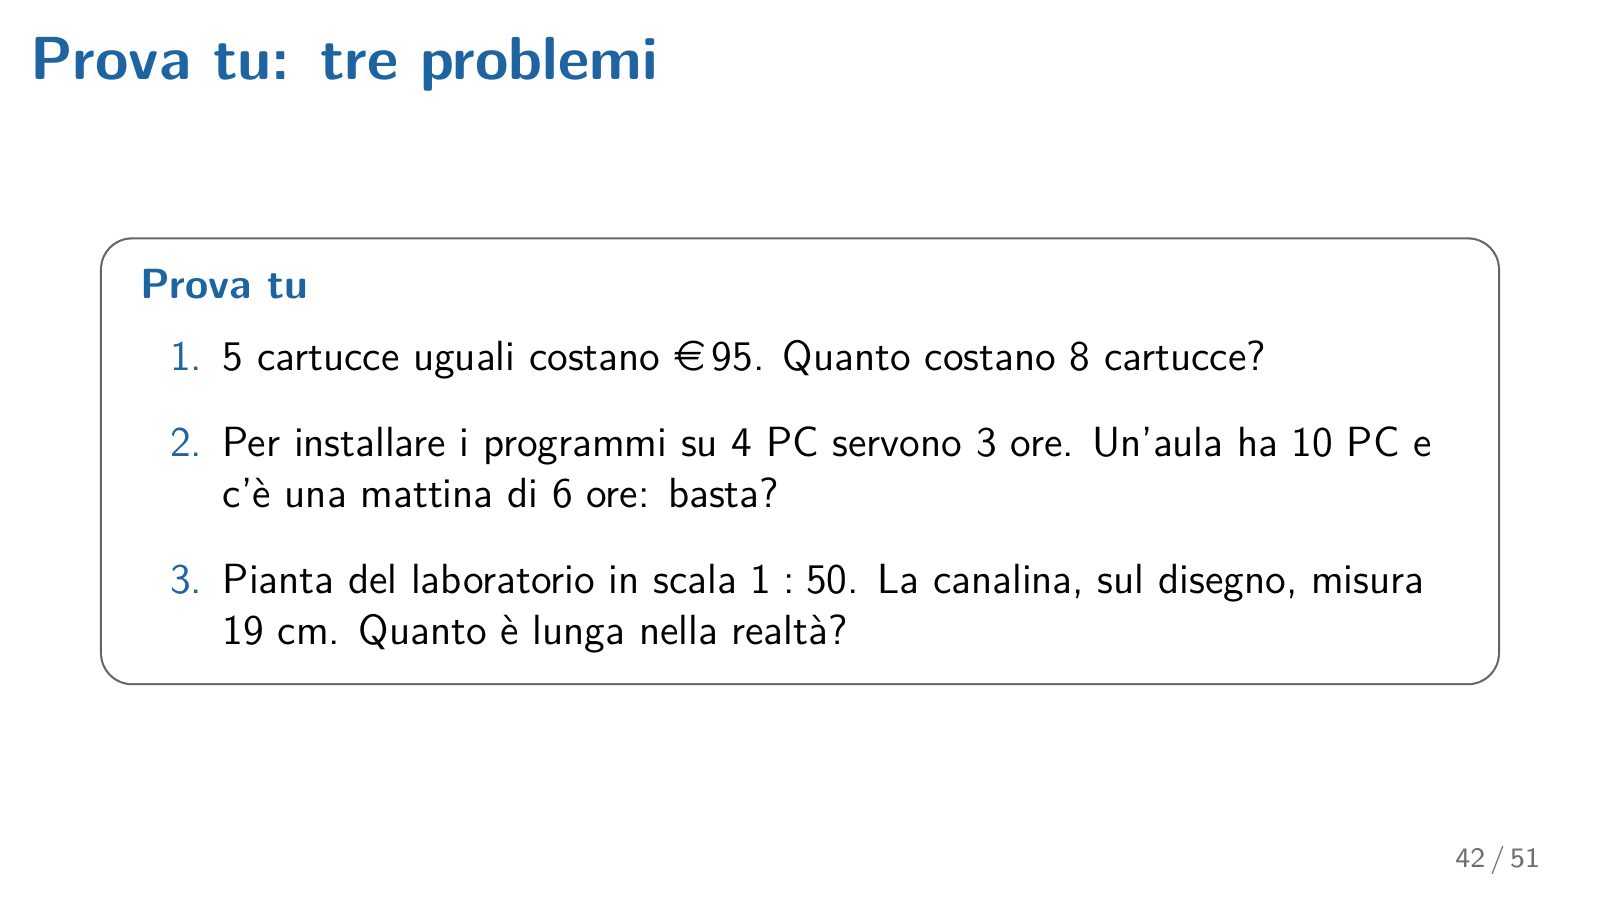 Prova tu: tre problemi
Prova tu
1. 5 cartucce uguali costano €95. Quanto costano 8 cartucce?
2. Per installare i programmi su 4 PC servono 3 ore. Un'aula ha 10 PC e
c'è una mattina di 6 ore: basta?
3. Pianta del laboratorio in scala 1 : 50. La canalina, sul disegno, misura
19 cm. Quanto è lunga nella realtà?
42 / 51